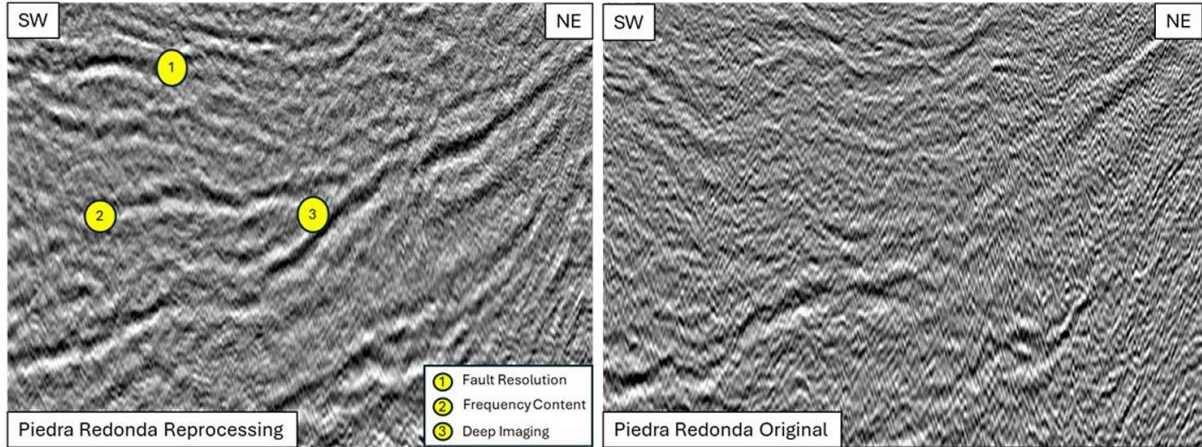 SW
NE
1
2
3
1 Fault Resolution
2 Frequency Content
3 Deep Imaging
Piedra Redonda Reprocessing
SW
NE
Piedra Redonda Original